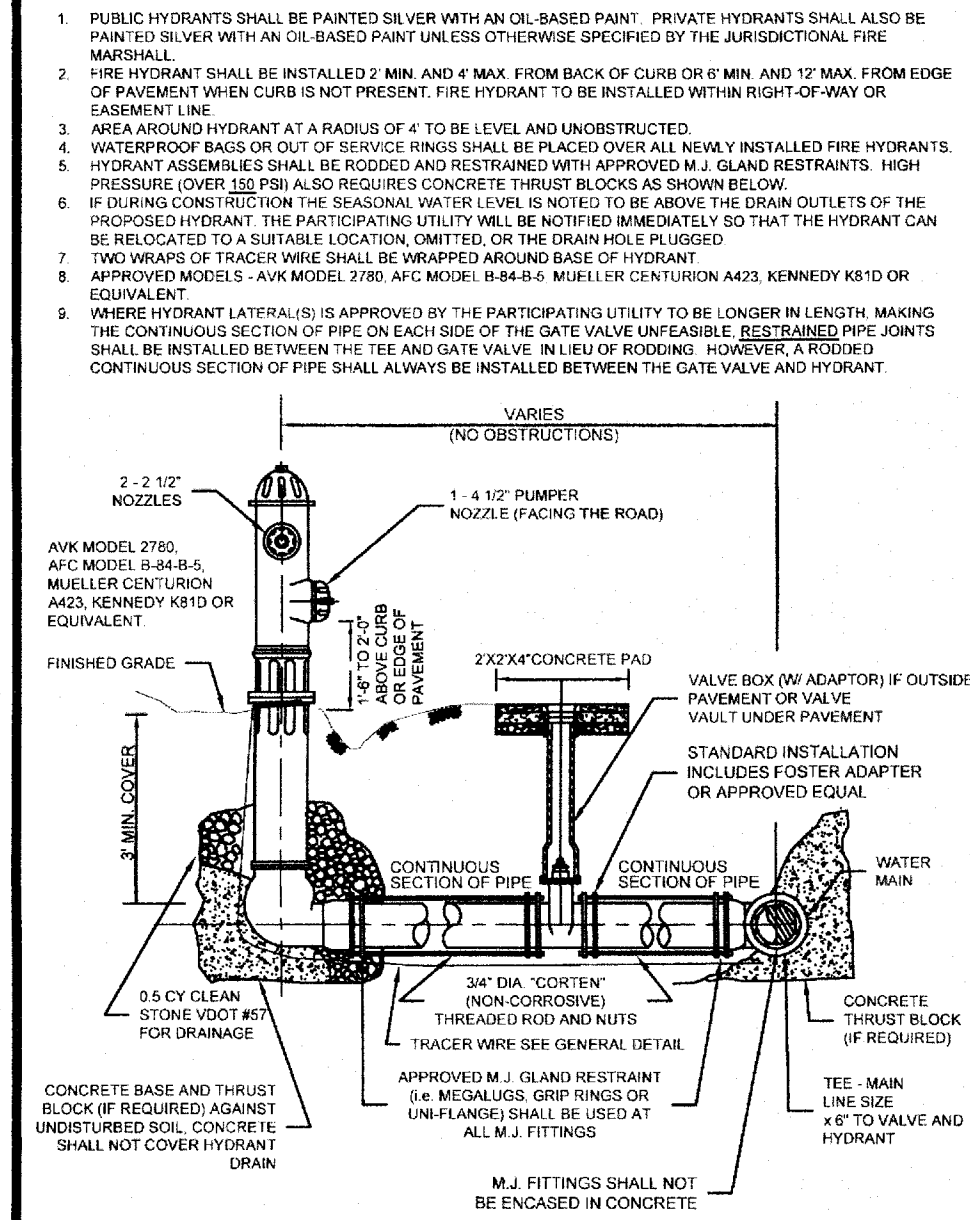 1. PUBLIC HYDRANTS SHALL BE PAINTED SILVER WITH AN OIL-BASED PAINT. PRIVATE HYDRANTS SHALL ALSO BE
PAINTED SILVER WITH AN OIL-BASED PAINT UNLESS OTHERWISE SPECIFIED BY THE JURISDICTIONAL FIRE
MARSHALL.
2. FIRE HYDRANT SHALL BE INSTALLED 2' MIN. AND 4' MAX. FROM BACK OF CURB OR 6' MIN. AND 12' MAX. FROM EDGE
OF PAVEMENT WHEN CURB IS NOT PRESENT. FIRE HYDRANT TO BE INSTALLED WITHIN RIGHT-OF-WAY OR
EASEMENT LINE.
3. AREA AROUND HYDRANT AT A RADIUS OF 4' TO BE LEVEL AND UNOBSTRUCTED.
4. WATERPROOF BAGS OR OUT OF SERVICE RINGS SHALL BE PLACED OVER ALL NEWLY INSTALLED FIRE HYDRANTS.
5. HYDRANT ASSEMBLIES SHALL BE RODDED AND RESTRAINED WITH APPROVED M.J. GLAND RESTRAINTS. HIGH
PRESSURE (OVER 150 PSI) ALSO REQUIRES CONCRETE THRUST BLOCKS AS SHOWN BELOW.
6. IF DURING CONSTRUCTION THE SEASONAL WATER LEVEL IS NOTED TO BE ABOVE THE DRAIN OUTLETS OF THE
PROPOSED HYDRANT. THE PARTICIPATING UTILITY WILL BE NOTIFIED IMMEDIATELY SO THAT THE HYDRANT CAN
BE RELOCATED TO A SUITABLE LOCATION, OMITTED, OR THE DRAIN HOLE PLUGGED.
7. TWO WRAPS OF TRACER WIRE SHALL BE WRAPPED AROUND BASE OF HYDRANT.
8. APPROVED MODELS - AVK MODEL 2780, AFC MODEL B-84-B-5, MUELLER CENTURION A423, KENNEDY K81D OR
EQUIVALENT.
9. WHERE HYDRANT LATERAL(S) IS APPROVED BY THE PARTICIPATING UTILITY TO BE LONGER IN LENGTH, MAKING
THE CONTINUOUS SECTION OF PIPE ON EACH SIDE OF THE GATE VALVE UNFEASIBLE, RESTRAINED PIPE JOINTS
SHALL BE INSTALLED BETWEEN THE TEE AND GATE VALVE IN LIEU OF RODDING. HOWEVER, A RODDED
CONTINUOUS SECTION OF PIPE SHALL ALWAYS BE INSTALLED BETWEEN THE GATE VALVE AND HYDRANT.
VARIES
(NO OBSTRUCTIONS)
2 - 2 1/2"
NOZZLES
1 - 4 1/2" PUMPER
NOZZLE (FACING THE ROAD)
AVK MODEL 2780,
AFC MODEL B-84-B-5,
MUELLER CENTURION
A423, KENNEDY K81D OR
EQUIVALENT.
1'-6" TO 2'-0"
ABOVE CURB
OR EDGE OF
PAVEMENT
FINISHED GRADE
2'X2'X4"CONCRETE PAD
VALVE BOX (W/ ADAPTOR) IF OUTSIDE
PAVEMENT OR VALVE
VAULT UNDER PAVEMENT
STANDARD INSTALLATION
INCLUDES FOSTER ADAPTER
OR APPROVED EQUAL
3' MIN. COVER
CONTINUOUS
SECTION OF PIPE
CONTINUOUS
SECTION OF PIPE
WATER
MAIN
0.5 CY CLEAN
STONE VDOT #57
FOR DRAINAGE
3/4" DIA. "CORTEN"
(NON-CORROSIVE)
THREADED ROD AND NUTS
TRACER WIRE SEE GENERAL DETAIL
CONCRETE
THRUST BLOCK
(IF REQUIRED)
CONCRETE BASE AND THRUST
BLOCK (IF REQUIRED) AGAINST
UNDISTURBED SOIL, CONCRETE
SHALL NOT COVER HYDRANT
DRAIN
APPROVED M.J. GLAND RESTRAINT
(i.e. MEGALUGS, GRIP RINGS OR
UNI-FLANGE) SHALL BE USED AT
ALL M.J. FITTINGS
TEE - MAIN
LINE SIZE
x 6" TO VALVE AND
HYDRANT
M.J. FITTINGS SHALL NOT
BE ENCASED IN CONCRETE